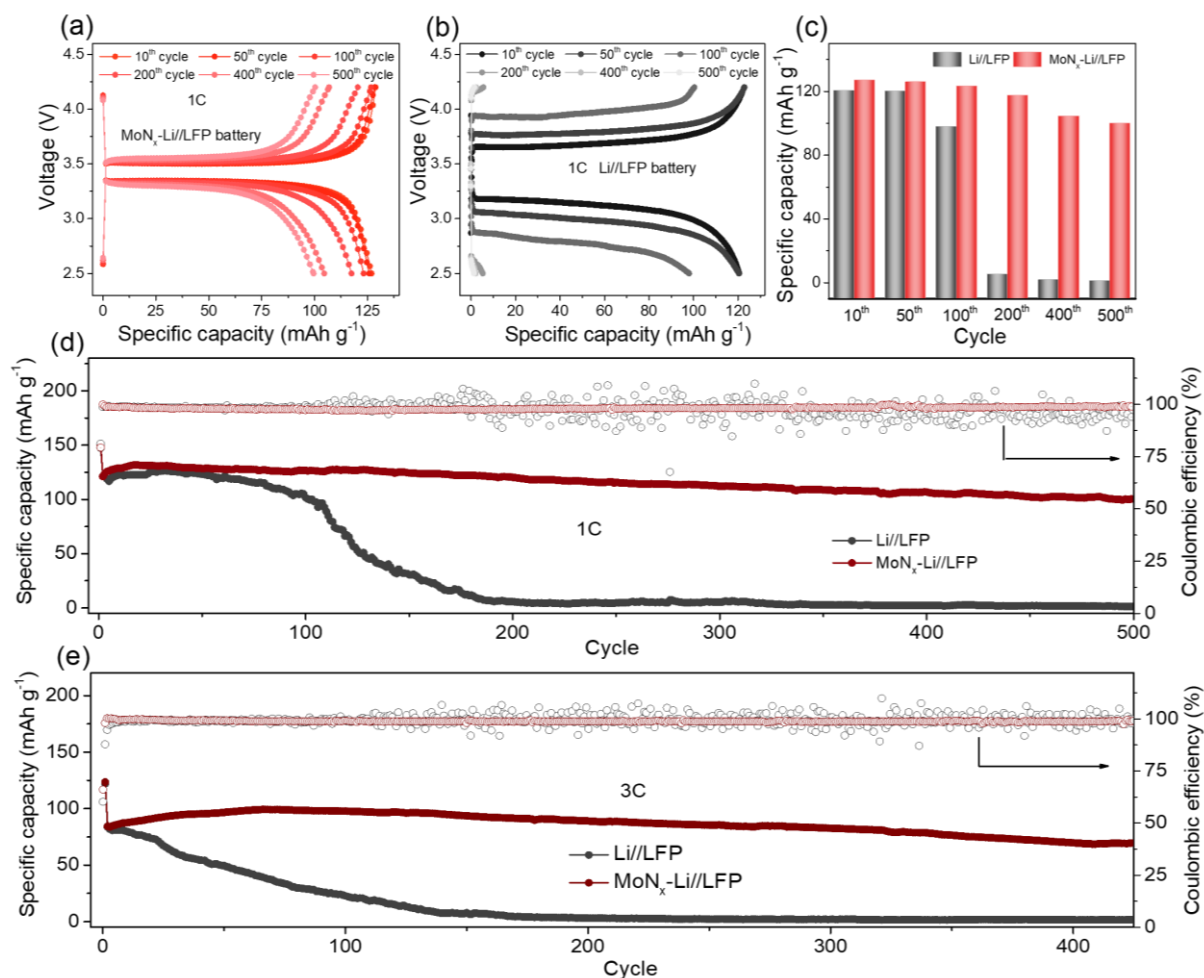 (a)
10th cycle 50th cycle 100th cycle
200th cycle 400th cycle 500th cycle
1C
MoNx-Li//LFP battery
4.5
4.0
3.5
3.0
2.5
Voltage (V)
0 25 50 75 100 125
Specific capacity (mAh g-1)
(b)
10th cycle 50th cycle 100th cycle
200th cycle 400th cycle 500th cycle
1C Li//LFP battery
4.5
4.0
3.5
3.0
2.5
Voltage (V)
0 20 40 60 80 100 120
Specific capacity (mAh g-1)
(c)
Li//LFP MoNx-Li//LFP
120
80
40
0
Specific capacity (mAh g-1)
10th 50th 100th 200th 400th 500th
Cycle
(d)
200
150
125
100
75
50
25
0
Specific capacity (mAh g-1)
1C
Li//LFP
MoNx-Li//LFP
100
75
50
25
0
Coulombic efficiency (%)
0 100 200 300 400 500
Cycle
(e)
200
175
150
125
100
75
50
25
0
Specific capacity (mAh g-1)
3C
Li//LFP
MoNx-Li//LFP
100
75
50
25
0
Coulombic efficiency (%)
0 100 200 300 400
Cycle